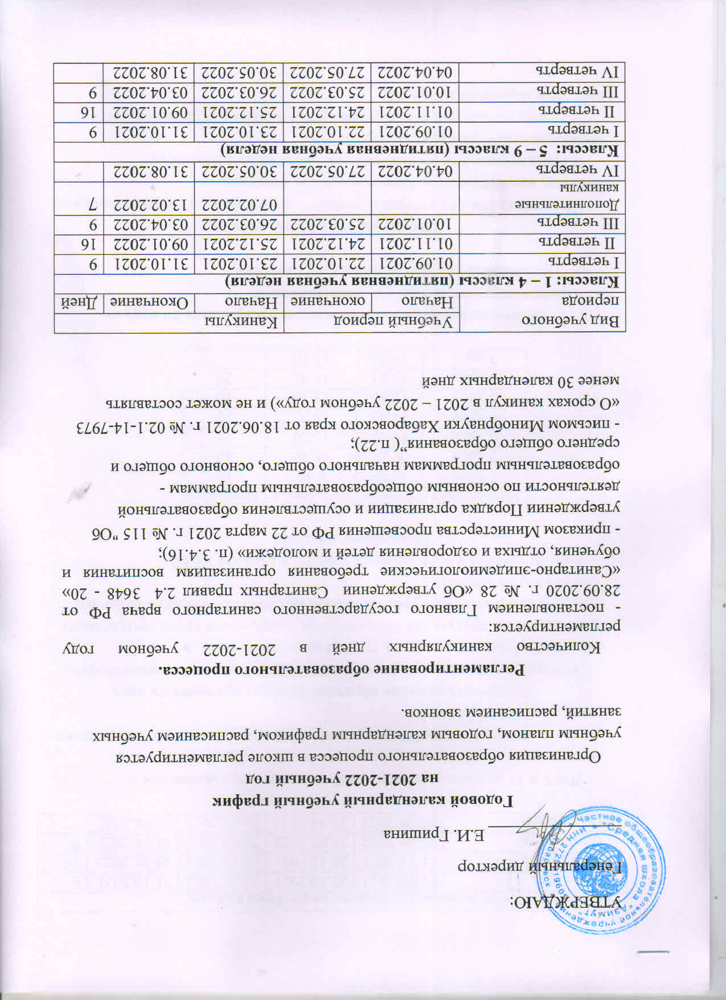 УТВЕРЖДАЮ:
Генеральный директор
Е.И. Гришина
Частное общеобразовательное учреждение
"Средняя школа "Азимут"
ИНН
Годовой календарный учебный график
на 2021-2022 учебный год
Организация образовательного процесса в школе регламентируется
учебным планом, годовым календарным графиком, расписанием учебных
занятий, расписанием звонков.
Регламентирование образовательного процесса.
Количество каникулярных дней в 2021-2022 учебном году
регламентируется:
- постановлением Главного государственного санитарного врача РФ от
28.09.2020 г. № 28 «Об утверждении Санитарных правил 2.4 3648 - 20»
«Санитарно-эпидемиологические требования организациям воспитания и
обучения, отдыха и оздоровления детей и молодежи» (п. 3.4.16);
- приказом Министерства просвещения РФ от 22 марта 2021 г. № 115 "Об
утверждении Порядка организации и осуществления образовательной
деятельности по основным общеобразовательным программам -
образовательным программам начального общего, основного общего и
среднего общего образования”( п.22);
- письмом Минобрнауки Хабаровского края от 18.06.2021 г. № 02.1-14-7973
«О сроках каникул в 2021 – 2022 учебном году») и не может составлять
менее 30 календарных дней
Вид учебного периода Учебный период Каникулы
Начало окончание Начало Окончание Дней
Классы: 1 – 4 классы (пятидневная учебная неделя)
I четверть 01.09.2021 22.10.2021 23.10.2021 31.10.2021 9
II четверть 01.11.2021 24.12.2021 25.12.2021 09.01.2022 16
III четверть 10.01.2022 25.03.2022 26.03.2022 03.04.2022 9
Дополнительные каникулы 07.02.2022 13.02.2022 7
IV четверть 04.04.2022 27.05.2022 30.05.2022 31.08.2022
Классы: 5 – 9 классы (пятидневная учебная неделя)
I четверть 01.09.2021 22.10.2021 23.10.2021 31.10.2021 9
II четверть 01.11.2021 24.12.2021 25.12.2021 09.01.2022 16
III четверть 10.01.2022 25.03.2022 26.03.2022 03.04.2022 9
IV четверть 04.04.2022 27.05.2022 30.05.2022 31.08.2022